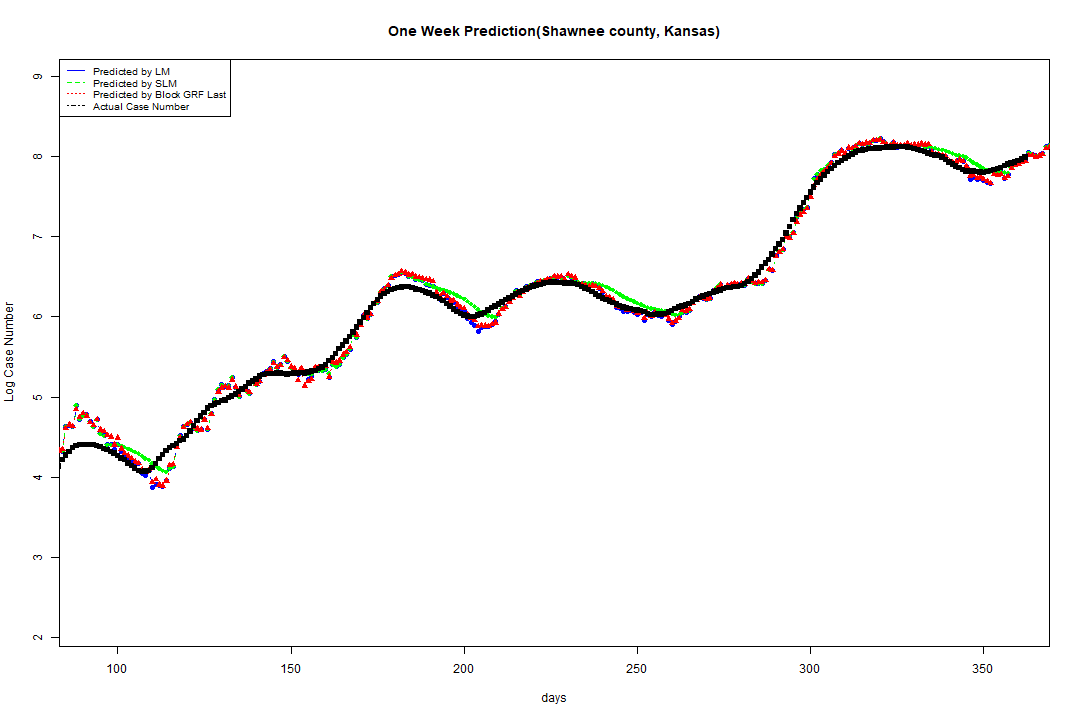 One Week Prediction(Shawnee county, Kansas)
Predicted by LM
Predicted by SLM
Predicted by Block GRF Last
Actual Case Number
9
8
7
6
5
4
3
2
Log Case Number
100 150 200 250 300 350
days